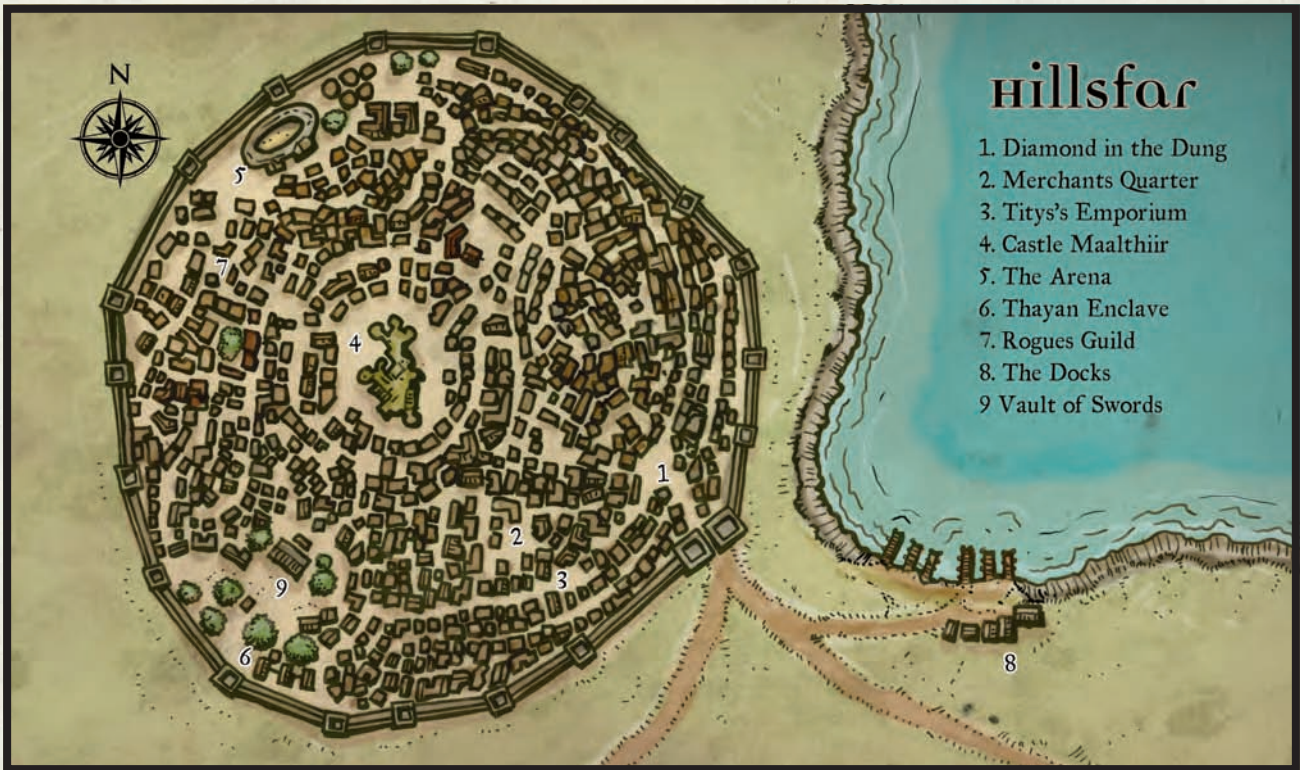 N
Hillsfar
1. Diamond in the Dung
2. Merchants Quarter
3. Titys's Emporium
4. Castle Maalthiir
5. The Arena
6. Thayan Enclave
7. Rogues Guild
8. The Docks
9 Vault of Swords
5
7
4
1
2
3
9
6
8